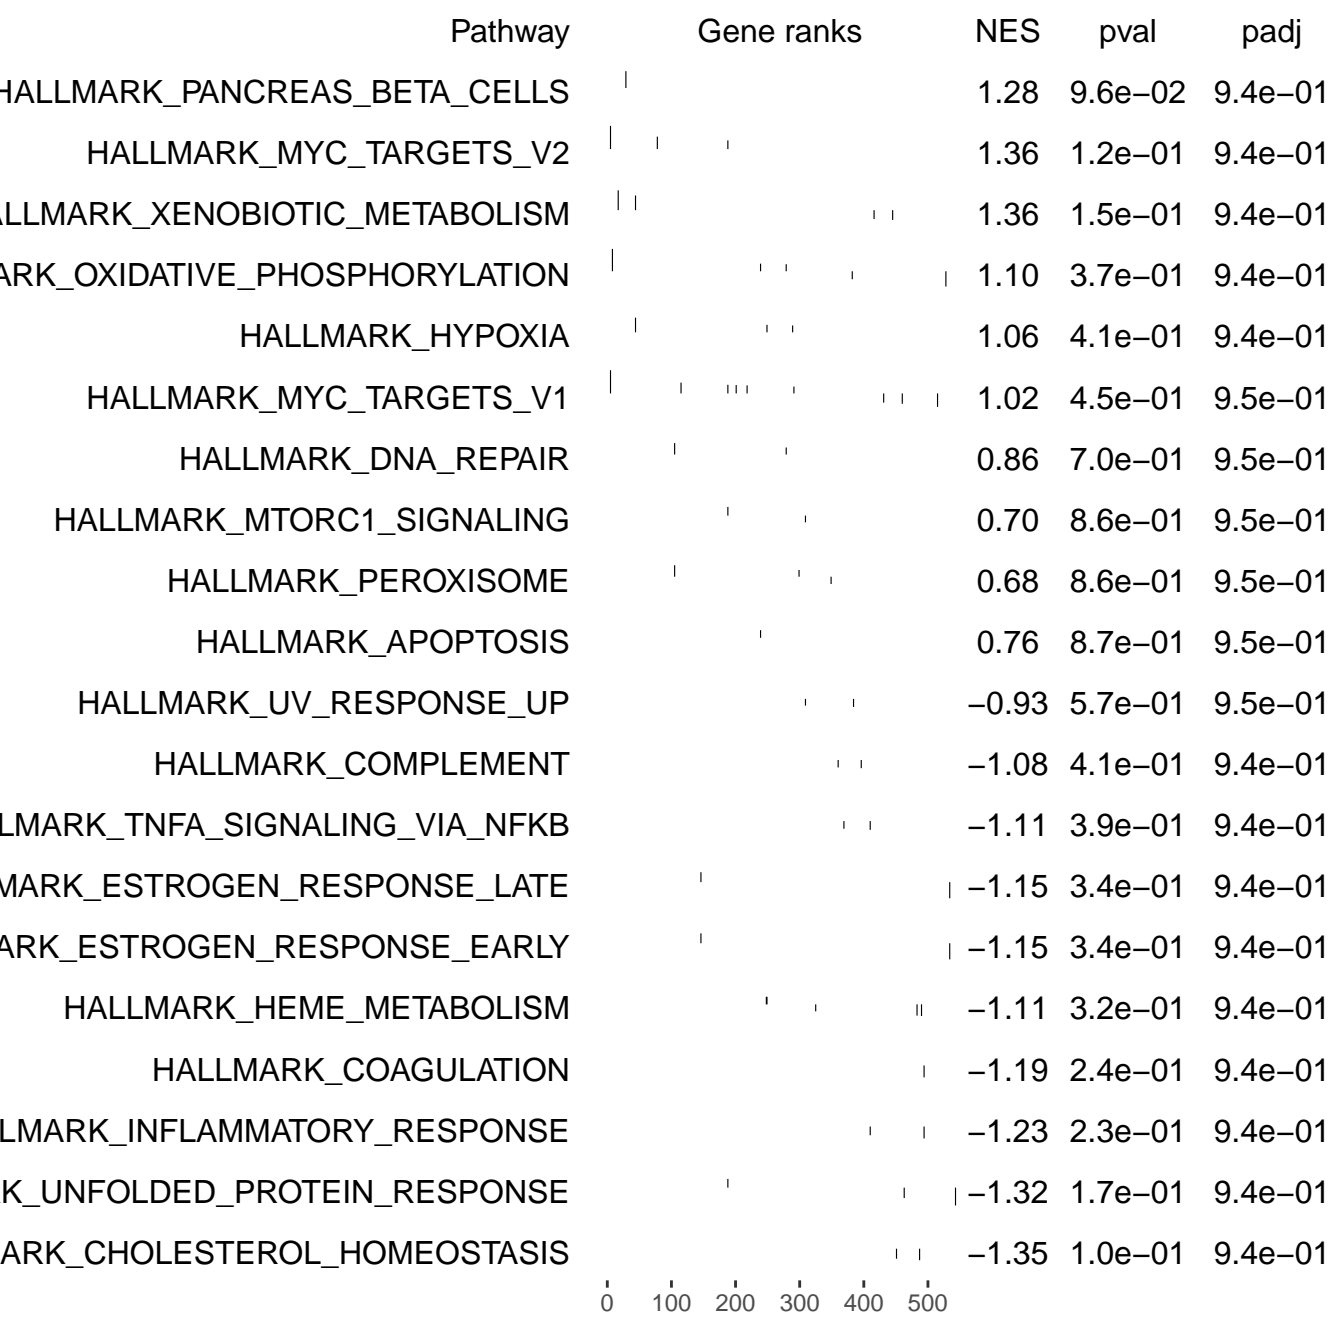 Pathway Gene ranks NES pval padj
HALLMARK_PANCREAS_BETA_CELLS 1.28 9.6e−02 9.4e−01
HALLMARK_MYC_TARGETS_V2 1.36 1.2e−01 9.4e−01
ALLMARK_XENOBIOTIC_METABOLISM 1.36 1.5e−01 9.4e−01
ARK_OXIDATIVE_PHOSPHORYLATION 1.10 3.7e−01 9.4e−01
HALLMARK_HYPOXIA 1.06 4.1e−01 9.4e−01
HALLMARK_MYC_TARGETS_V1 1.02 4.5e−01 9.5e−01
HALLMARK_DNA_REPAIR 0.86 7.0e−01 9.5e−01
HALLMARK_MTORC1_SIGNALING 0.70 8.6e−01 9.5e−01
HALLMARK_PEROXISOME 0.68 8.6e−01 9.5e−01
HALLMARK_APOPTOSIS 0.76 8.7e−01 9.5e−01
HALLMARK_UV_RESPONSE_UP −0.93 5.7e−01 9.5e−01
HALLMARK_COMPLEMENT −1.08 4.1e−01 9.4e−01
LMARK_TNFA_SIGNALING_VIA_NFKB −1.11 3.9e−01 9.4e−01
MARK_ESTROGEN_RESPONSE_LATE −1.15 3.4e−01 9.4e−01
ARK_ESTROGEN_RESPONSE_EARLY −1.15 3.4e−01 9.4e−01
HALLMARK_HEME_METABOLISM −1.11 3.2e−01 9.4e−01
HALLMARK_COAGULATION −1.19 2.4e−01 9.4e−01
LMARK_INFLAMMATORY_RESPONSE −1.23 2.3e−01 9.4e−01
K_UNFOLDED_PROTEIN_RESPONSE −1.32 1.7e−01 9.4e−01
ARK_CHOLESTEROL_HOMEOSTASIS −1.35 1.0e−01 9.4e−01
0 100 200 300 400 500